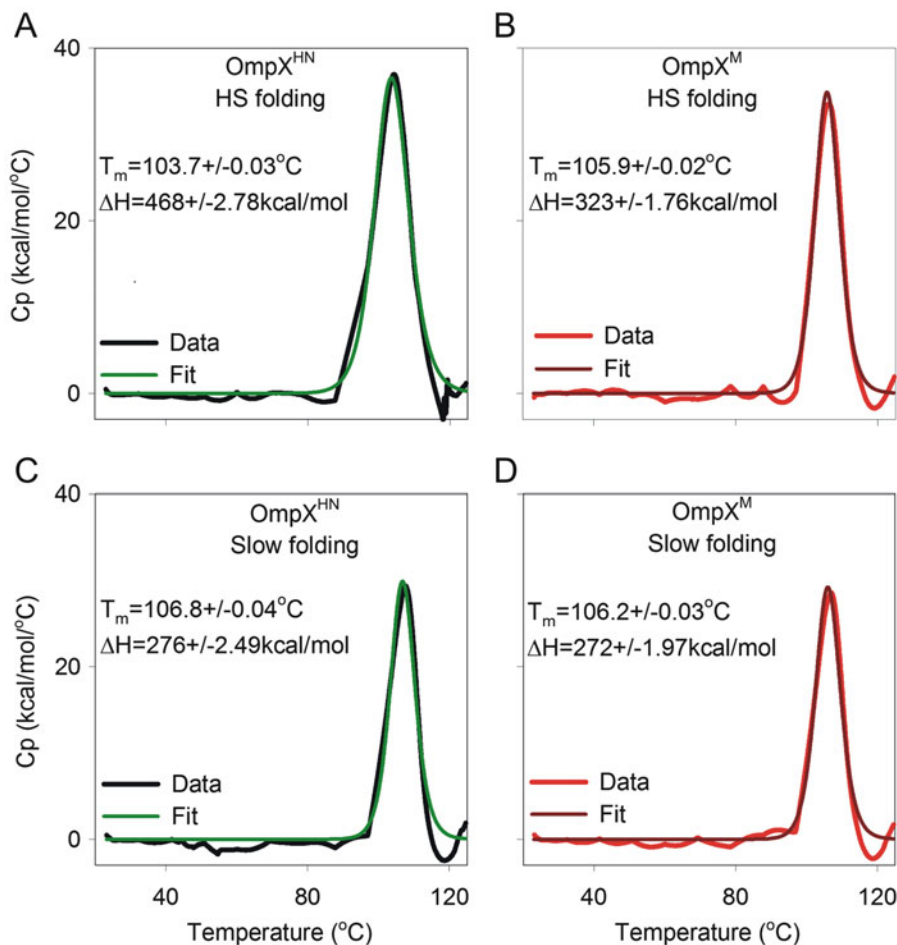 A
OmpX^HN
HS folding
T_m=103.7+/-0.03°C
ΔH=468+/-2.78kcal/mol
Data
Fit
40
20
0
Cp (kcal/mol/°C)
B
OmpX^M
HS folding
T_m=105.9+/-0.02°C
ΔH=323+/-1.76kcal/mol
Data
Fit
C
OmpX^HN
Slow folding
T_m=106.8+/-0.04°C
ΔH=276+/-2.49kcal/mol
Data
Fit
40
20
0
Cp (kcal/mol/°C)
40
80
120
Temperature (°C)
D
OmpX^M
Slow folding
T_m=106.2+/-0.03°C
ΔH=272+/-1.97kcal/mol
Data
Fit
40
80
120
Temperature (°C)